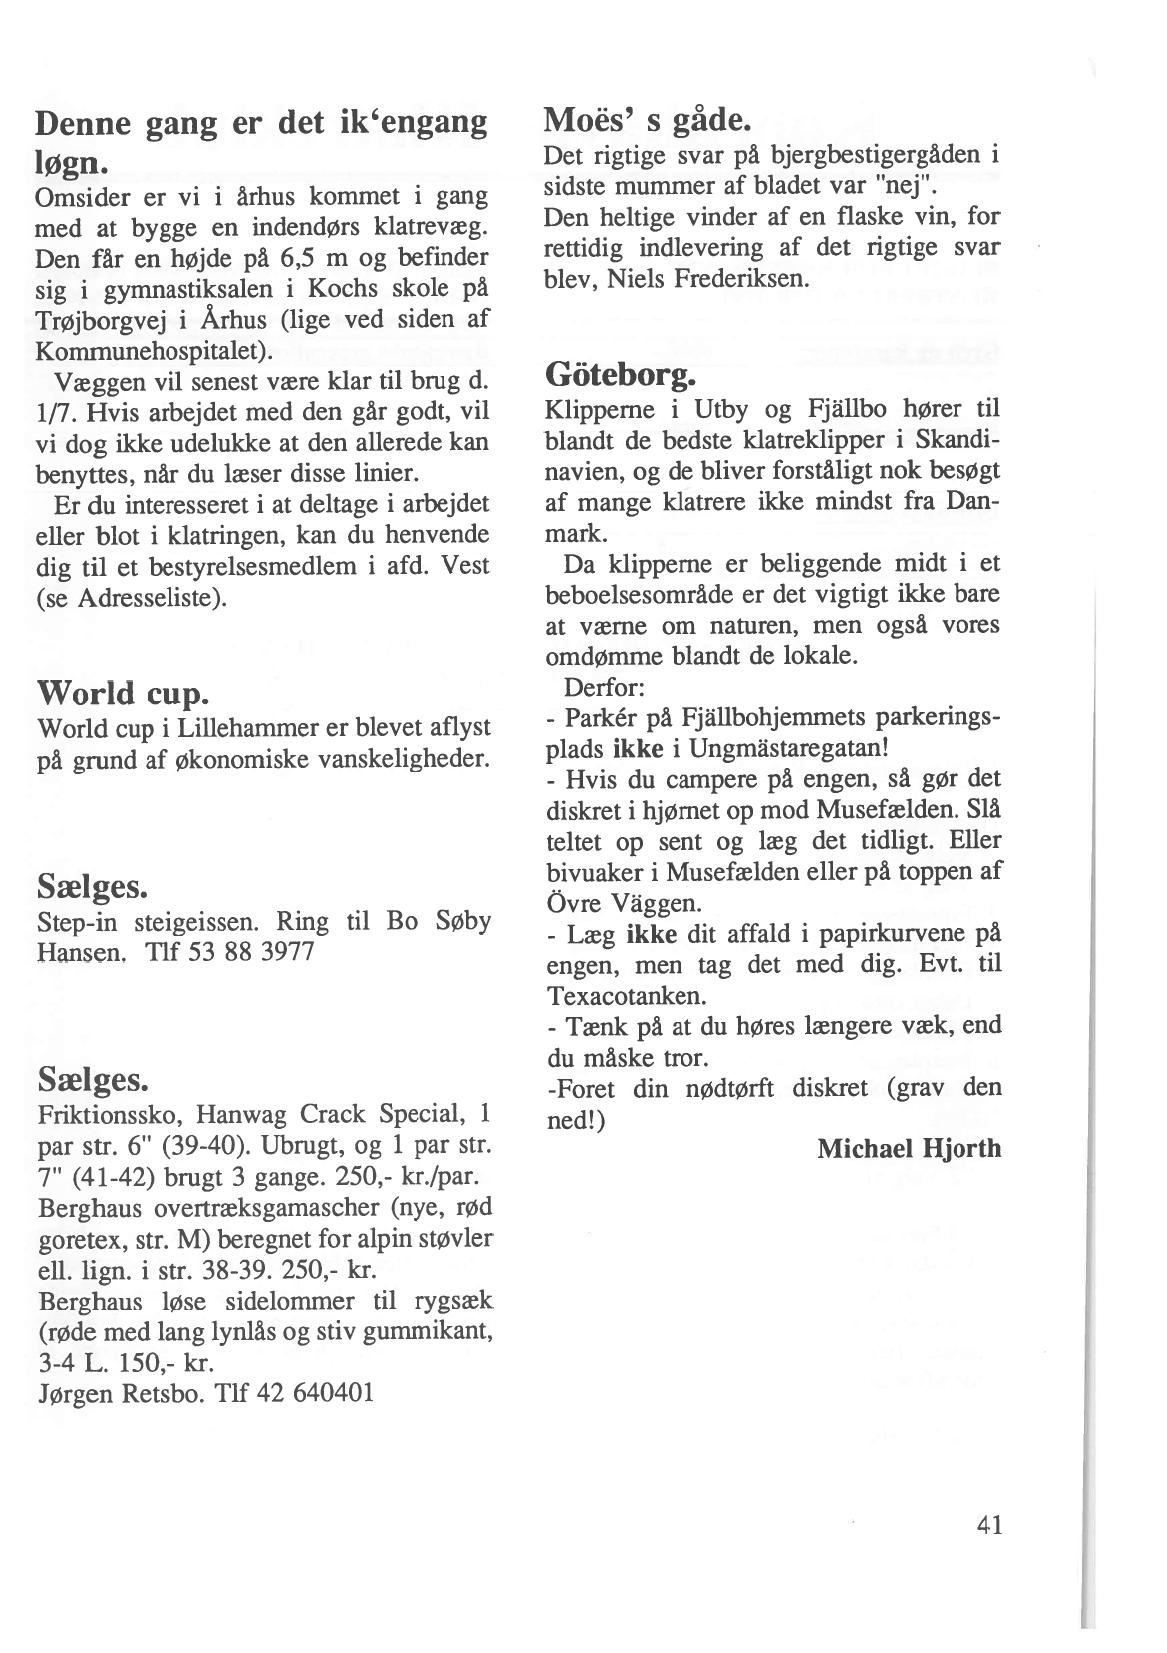 Denne gang er det ik‘engang
løgn.
Omsider er vi i århus kommet i gang
med at bygge en indendørs klatrevæg.
Den får en højde på 6,5 m og befinder
sig i gymnastiksalen i Kochs skole på
Trøjborgvej i Århus (lige ved siden af
Kommunehospitalet).
Væggen vil senest være klar til brug d.
1/7. Hvis arbejdet med den går godt, vil
vi dog ikke udelukke at den allerede kan
benyttes, når du læser disse linier.
Er du interesseret i at deltage i arbejdet
eller blot i klatringen, kan du henvende
dig til et bestyrelsesmedlem i afd. Vest
(se Adresseliste).
World cup.
World cup i Lillehammer er blevet aflyst
på grund af økonomiske vanskeligheder.
Sælges.
Step-in steigeissen. Ring til Bo Søby
Hansen. Tlf 53 88 3977
Sælges.
Friktionssko, Hanwag Crack Special, 1
par str. 6" (39-40). Ubrugt, og 1 par str.
7" (41-42) brugt 3 gange. 250,- kr./par.
Berghaus overtræksgamascher (nye, rød
goretex, str. M) beregnet for alpin støvler
ell. lign. i str. 38-39. 250,- kr.
Berghaus løse sidelommer til rygsæk
(røde med lang lynlås og stiv gummikant,
3-4 L. 150,- kr.
Jørgen Retsbo. Tlf 42 640401
Moës’ s gåde.
Det rigtige svar på bjergbestigergåden i
sidste mummer af bladet var "nej".
Den heltige vinder af en flaske vin, for
rettidig indlevering af det rigtige svar
blev, Niels Frederiksen.
Göteborg.
Klipperne i Utby og Fjällbo hører til
blandt de bedste klatreklipper i Skandi-
navien, og de bliver forståligt nok besøgt
af mange klatrere ikke mindst fra Dan-
mark.
Da klipperne er beliggende midt i et
beboelsesområde er det vigtigt ikke bare
at værne om naturen, men også vores
omdømme blandt de lokale.
Derfor:
- Parkér på Fjällbohjemmets parkerings-
plads ikke i Ungmästaregatan!
- Hvis du campere på engen, så gør det
diskret i hjørnet op mod Musefælden. Slå
teltet op sent og læg det tidligt. Eller
bivuaker i Musefælden eller på toppen af
Övre Väggen.
- Læg ikke dit affald i papirkurvene på
engen, men tag det med dig. Evt. til
Texacotanken.
- Tænk på at du høres længere væk, end
du måske tror.
-Foret din nødtørft diskret (grav den
ned!)
Michael Hjorth
41